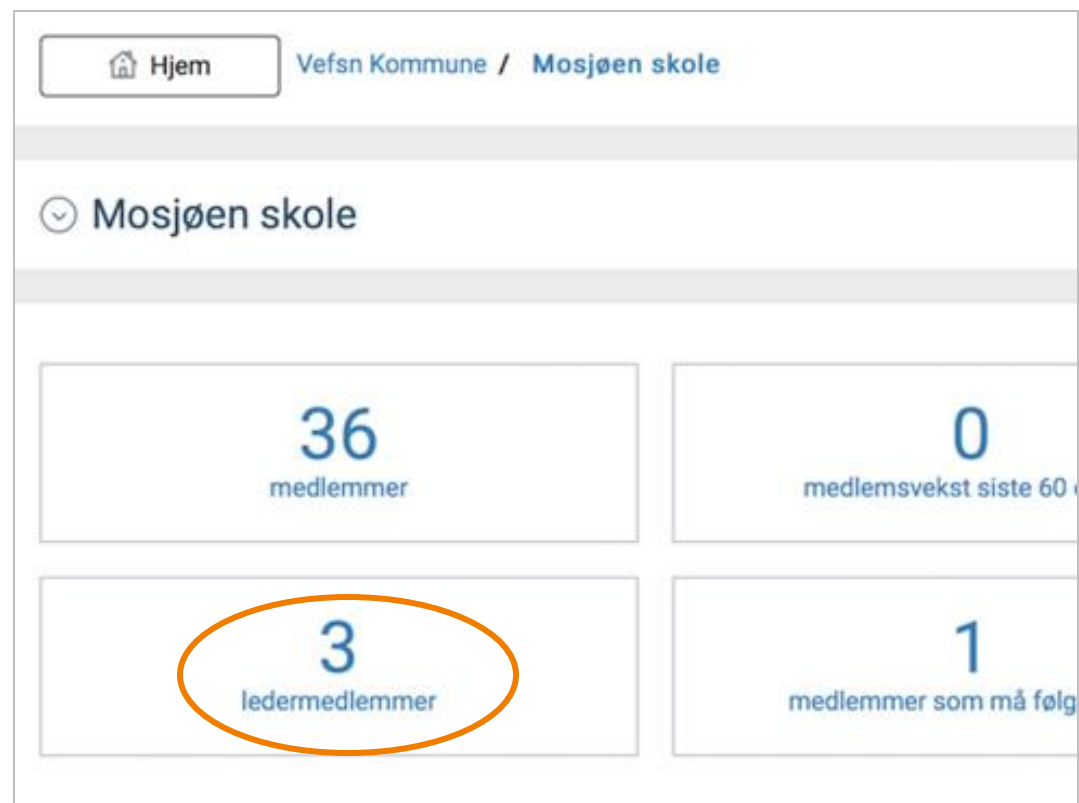 Hjem Vefsn Kommune / Mosjøen skole
Mosjøen skole
36
medlemmer
0
medlemsvekst siste 60
3
ledermedlemmer
1
medlemmer som må følg